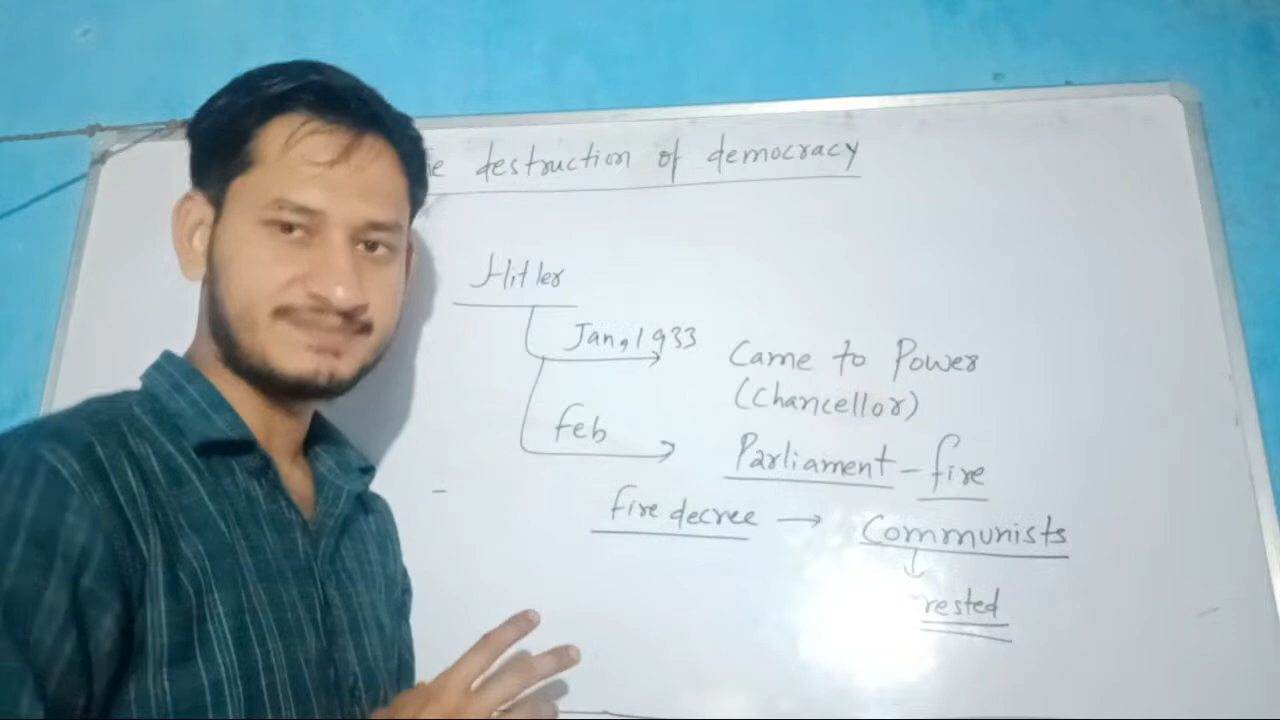 destruction of democracy
Hitler
Jan, 1933
Came to Power
(Chancellor)
Feb
Parliament - fire
fire decree → Communists
↓
rested